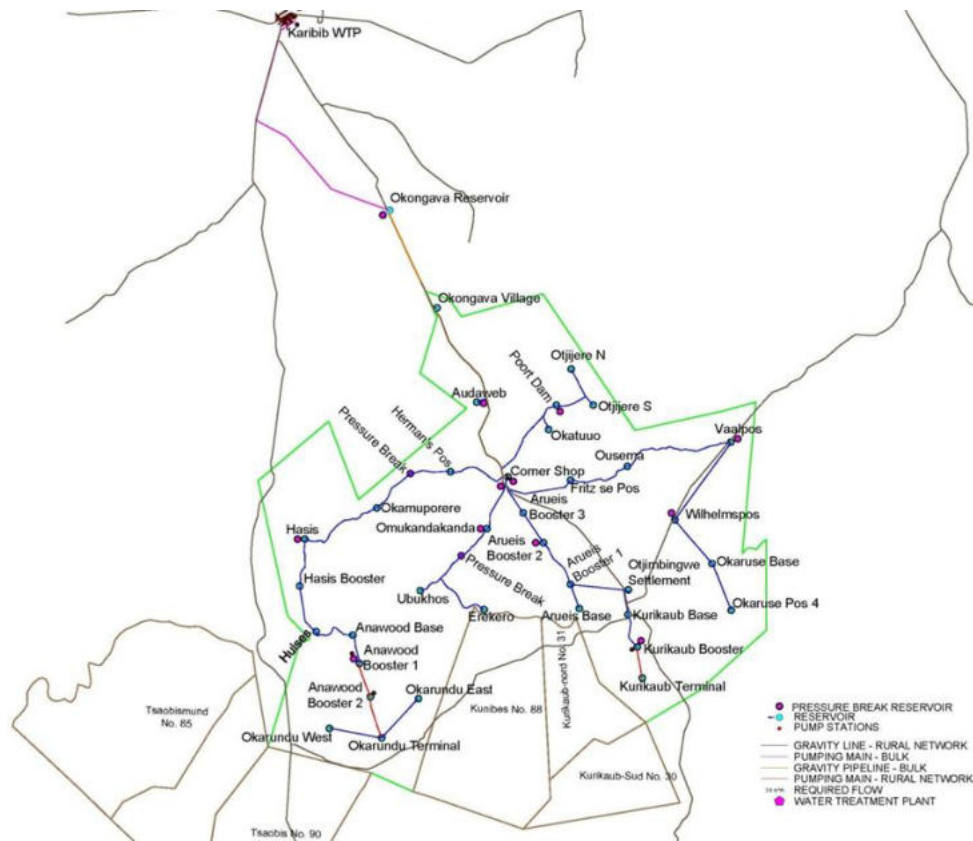 Karibib WTP
Okongava Reservoir
Okongava Village
Otjijere N
Poort Dam
Audaweb
Otjijere S
Herman's Pos
Okatuuo
Vaalpos
Pressure Break
Ousema
Corner Shop
Fritz se Pos
Okamuporere
Arueis
Booster 3
Wilhelmspos
Omukandakanda
Hasis
Arueis
Booster 2
Arueis
Booster 1
Otjimbingwe
Settlement
Okaruse Base
Pressure Break
Hasis Booster
Ubukhos
Okaruse Pos 4
Erekero
Arueis Base
Kurikaub Base
Hulses
Anawood Base
Kurikaub-nord No. 31
Anawood
Booster 1
Kurikaub Booster
Kurikaub Terminal
Anawood
Booster 2
Okarundu East
Tsaobismund
No. 85
Kunibes No. 88
Okarundu West
Okarundu Terminal
Kurikaub-Sud No. 30
Tsaobis No. 90
PRESSURE BREAK RESERVOIR
RESERVOIR
PUMP STATIONS
GRAVITY LINE - RURAL NETWORK
PUMPING MAIN - BULK
GRAVITY PIPELINE - BULK
PUMPING MAIN - RURAL NETWORK
REQUIRED FLOW
WATER TREATMENT PLANT